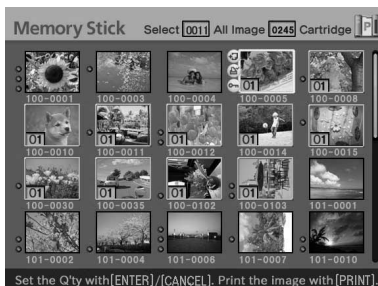 Memory Stick Select 0011 All Image 0245 Cartridge P
100-0001 100-0003 100-0004 100-0005 100-0008
01 01
100-0010 100-0011 100-0012 100-0014 100-0015
01 01 01 01 01
100-0030 100-0035 100-0102 100-0103 101-0001
01 01 01 01
101-0002 101-0004 101-0006 101-0007 101-0010
Set the Q'ty with[ENTER]/[CANCEL]. Print the image with [PRINT].